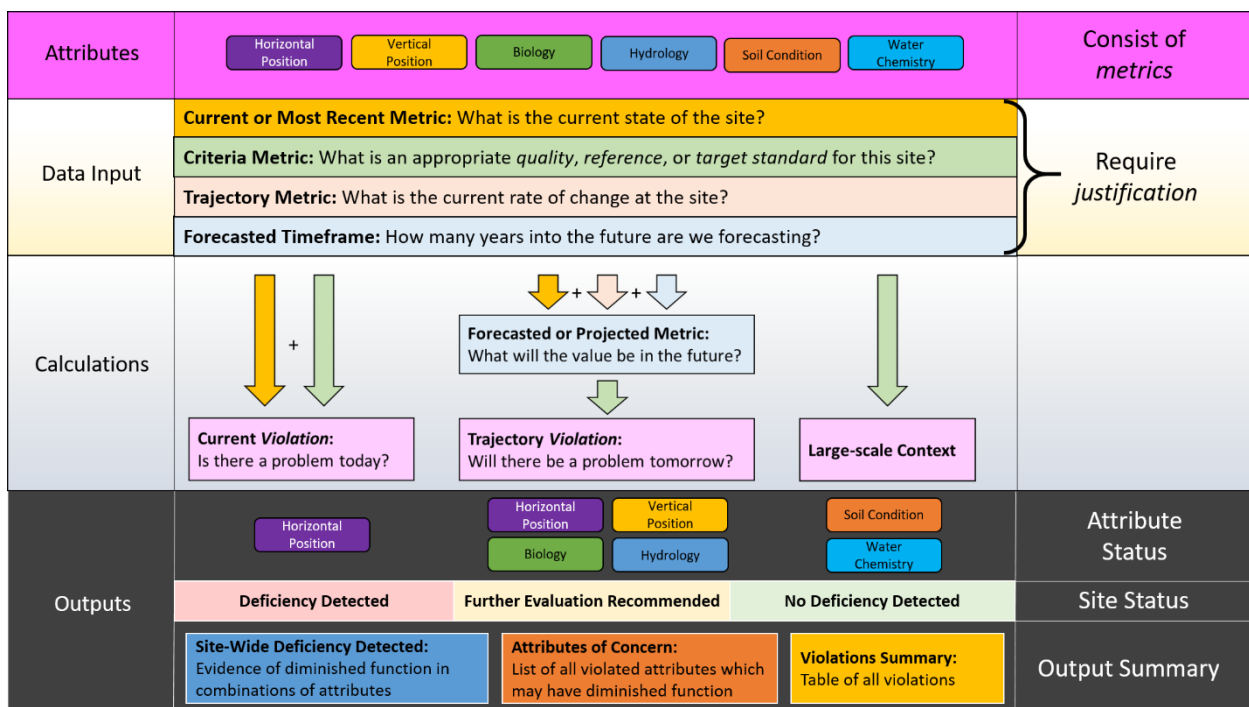 Attributes
Horizontal
Position
Vertical
Position
Biology
Hydrology
Soil Condition
Water
Chemistry
Consist of
metrics
Data Input
Current or Most Recent Metric: What is the current state of the site?
Criteria Metric: What is an appropriate quality, reference, or target standard for this site?
Trajectory Metric: What is the current rate of change at the site?
Forecasted Timeframe: How many years into the future are we forecasting?
Require
justification
Calculations
+
+
+
Forecasted or Projected Metric:
What will the value be in the future?
Current Violation:
Is there a problem today?
Trajectory Violation:
Will there be a problem tomorrow?
Large-scale Context
Outputs
Horizontal
Position
Horizontal
Position
Vertical
Position
Biology
Hydrology
Soil Condition
Water
Chemistry
Attribute
Status
Deficiency Detected
Further Evaluation Recommended
No Deficiency Detected
Site Status
Site-Wide Deficiency Detected:
Evidence of diminished function in
combinations of attributes
Attributes of Concern:
List of all violated attributes which
may have diminished function
Violations Summary:
Table of all violations
Output Summary